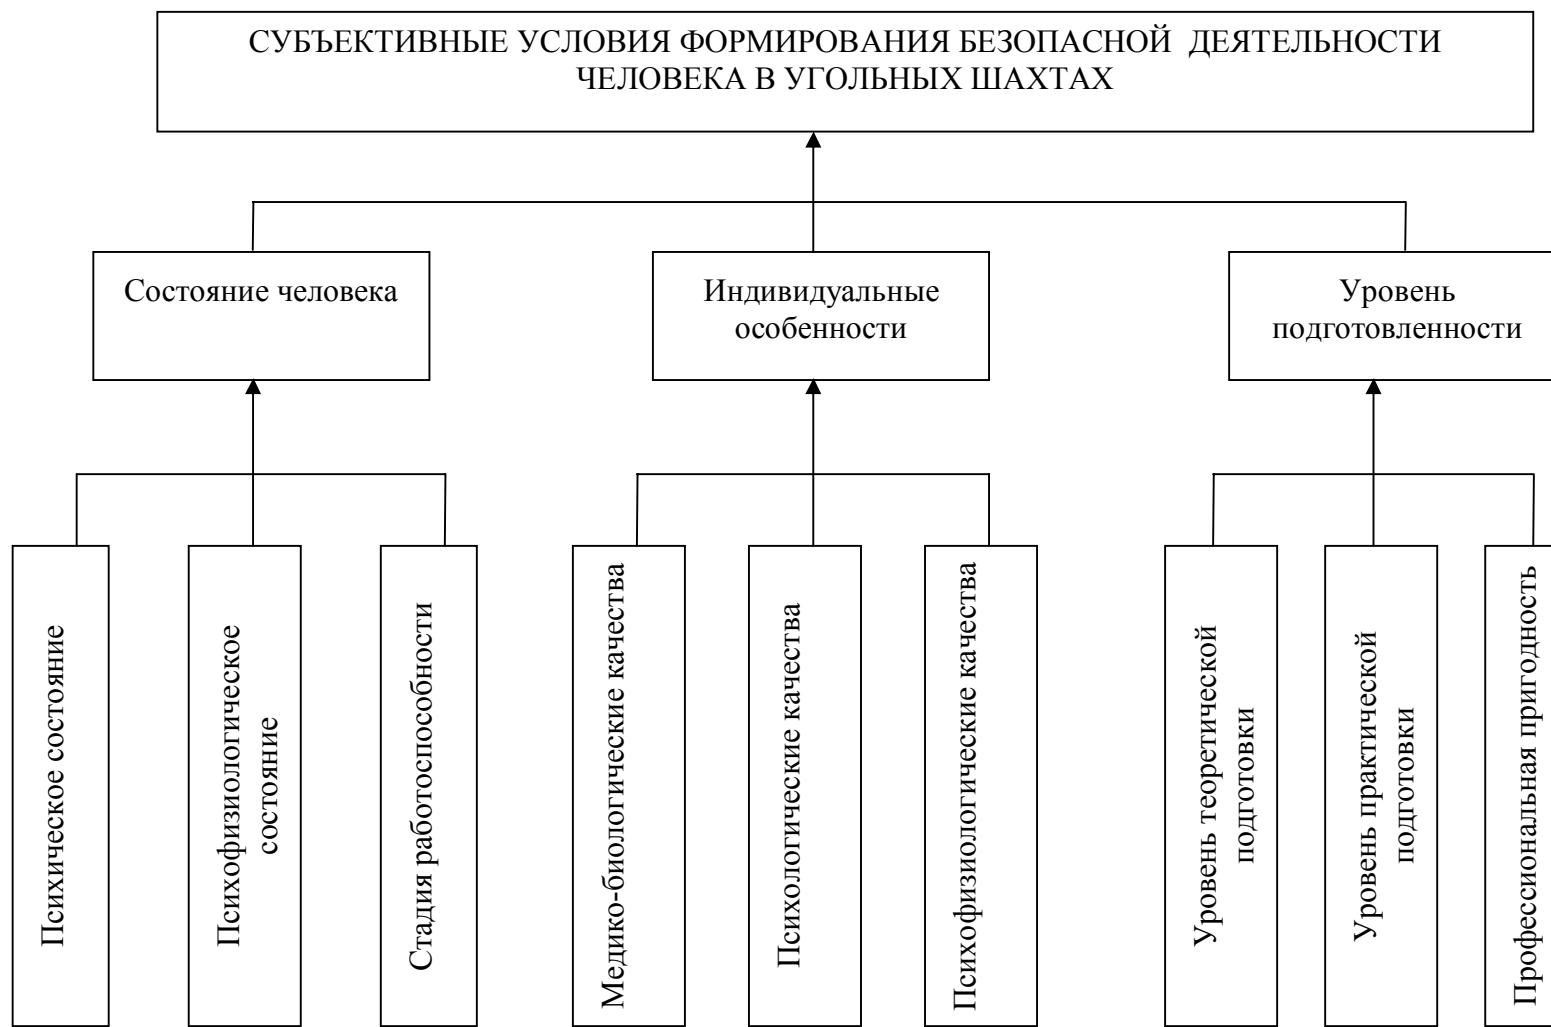 СУБЪЕКТИВНЫЕ УСЛОВИЯ ФОРМИРОВАНИЯ БЕЗОПАСНОЙ ДЕЯТЕЛЬНОСТИ
ЧЕЛОВЕКА В УГОЛЬНЫХ ШАХТАХ
Состояние человека
Индивидуальные
особенности
Уровень
подготовленности
Психическое состояние
Психофизиологическое
состояние
Стадия работоспособности
Медико-биологические качества
Психологические качества
Психофизиологические качества
Уровень теоретической
подготовки
Уровень практической
подготовки
Профессиональная пригодность